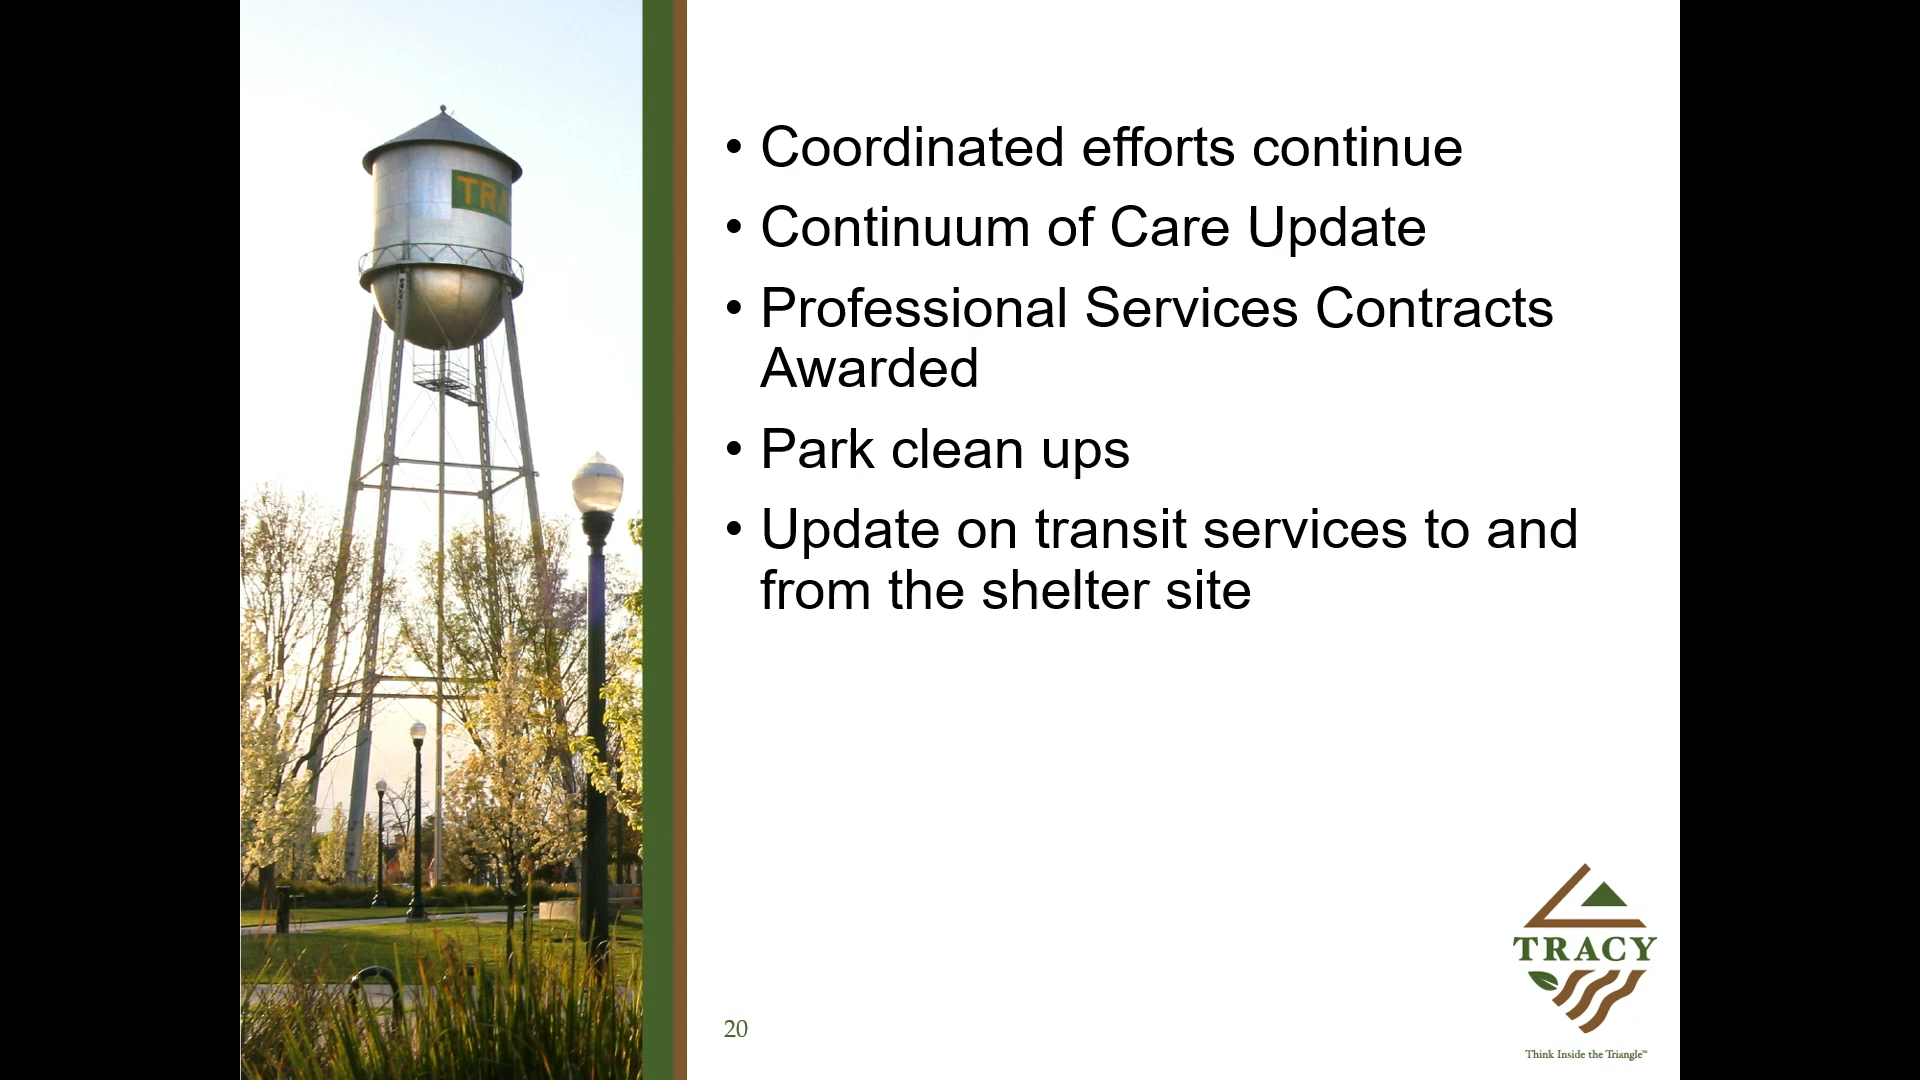 TRA
• Coordinated efforts continue
• Continuum of Care Update
• Professional Services Contracts
Awarded
• Park clean ups
• Update on transit services to and
from the shelter site
20
TRACY
Think Inside the Triangle™